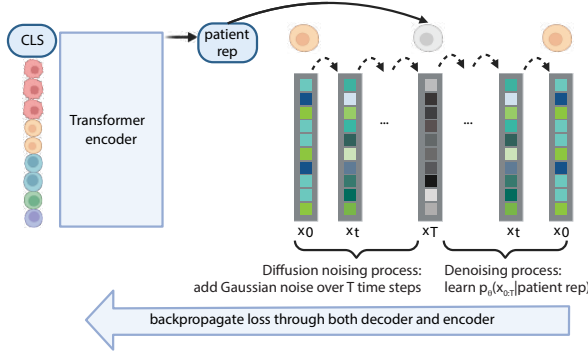 CLS
patient
rep
Transformer
encoder
...
...
x0
xt
xT
xt
x0
Diffusion noising process:
add Gaussian noise over T time steps
Denoising process:
learn pθ(x0:T|patient rep)
backpropagate loss through both decoder and encoder